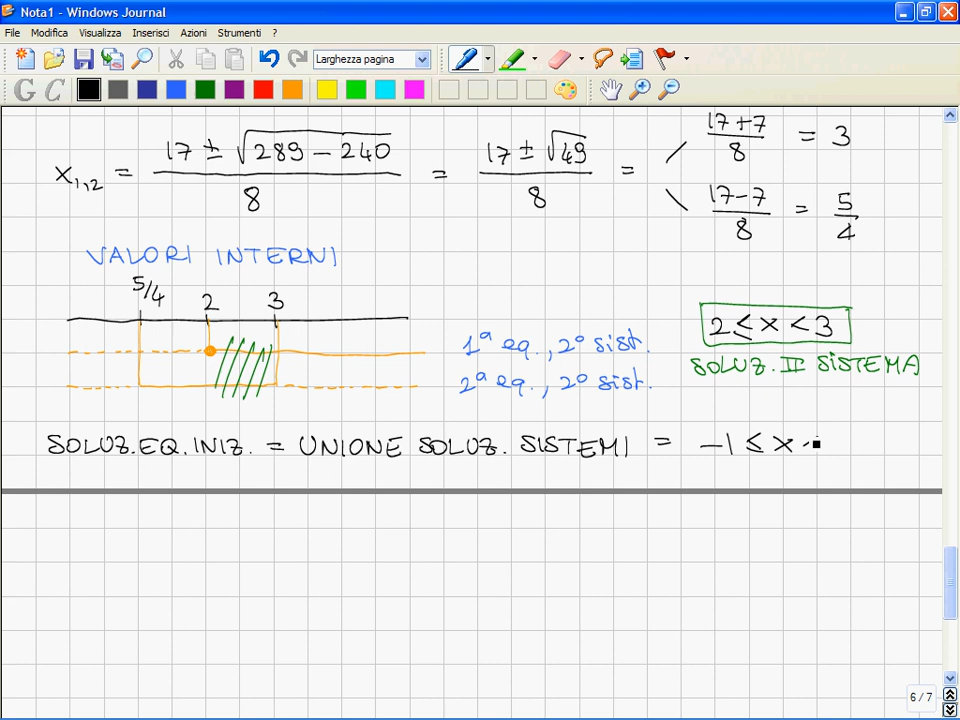 Nota1 - Windows Journal
File Modifica Visualizza Inserisci Azioni Strumenti ?
Larghezza pagina
x₁,₂ = (17 ± √(289 – 240)) / 8 = (17 ± √49) / 8 =
(17+7) / 8 = 3
(17–7) / 8 = 5/4
VALORI INTERNI
5/4 2 3
2 ≤ x < 3
1ª eq., 2° sist.
SOLUZ. II SISTEMA
2ª eq., 2° sist.
SOLUZ. EQ. INIZ. = UNIONE SOLUZ. SISTEMI = –1 ≤ x
6 / 7